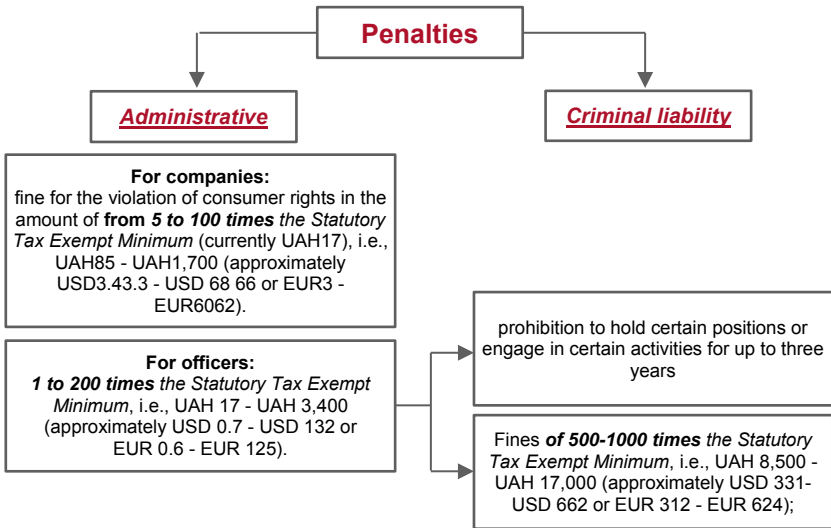 Penalties
Administrative
Criminal liability
For companies:
fine for the violation of consumer rights in the
amount of from 5 to 100 times the Statutory
Tax Exempt Minimum (currently UAH17), i.e.,
UAH85 - UAH1,700 (approximately
USD3.43.3 - USD 68 66 or EUR3 -
EUR6062).
For officers:
1 to 200 times the Statutory Tax Exempt
Minimum, i.e., UAH 17 - UAH 3,400
(approximately USD 0.7 - USD 132 or
EUR 0.6 - EUR 125).
prohibition to hold certain positions or
engage in certain activities for up to three
years
Fines of 500-1000 times the Statutory
Tax Exempt Minimum, i.e., UAH 8,500 -
UAH 17,000 (approximately USD 331-
USD 662 or EUR 312 - EUR 624);